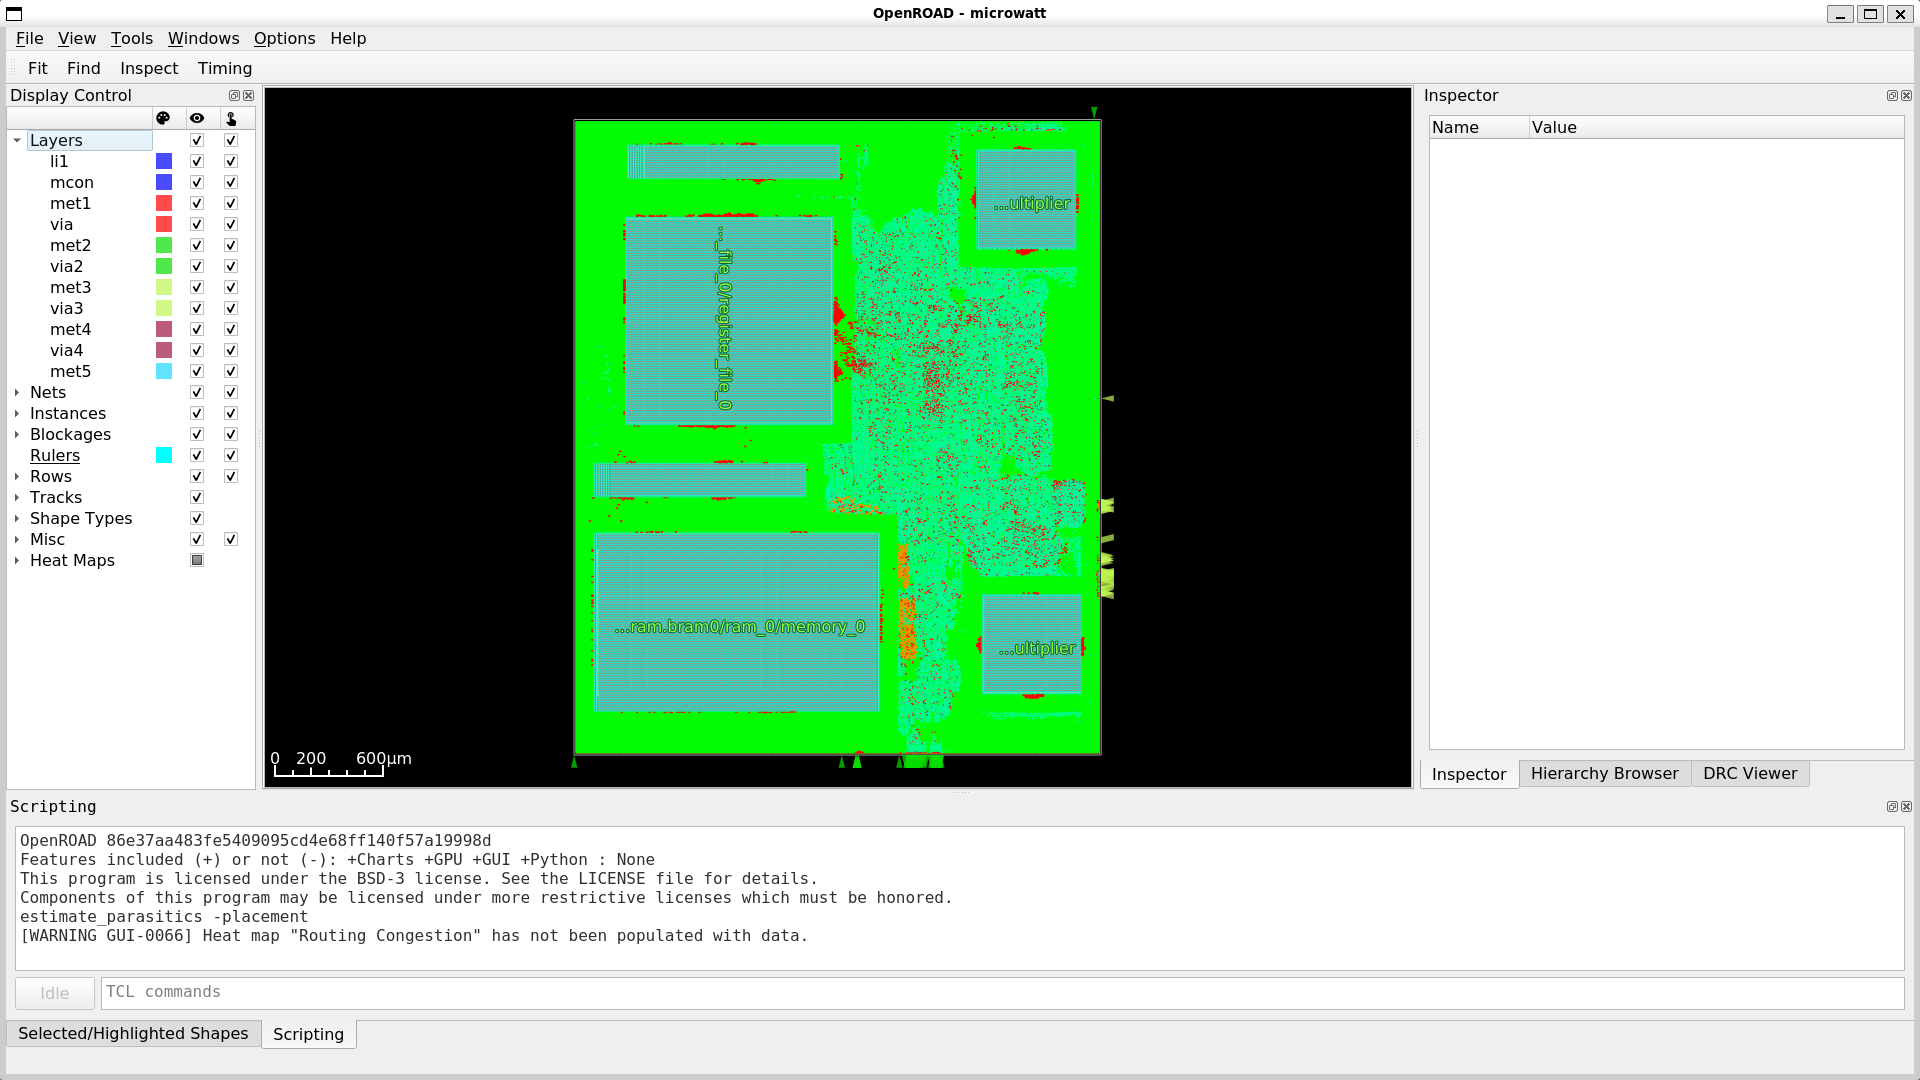 OpenROAD - microwatt
File View Tools Windows Options Help
Fit Find Inspect Timing
Display Control
Layers
li1
mcon
met1
via
met2
via2
met3
via3
met4
via4
met5
Nets
Instances
Blockages
Rulers
Rows
Tracks
Shape Types
Misc
Heat Maps
...ultiplier
..._file_0/register_file_0
...ram.bram0/ram_0/memory_0
...ultiplier
0 200 600μm
Inspector
Name Value
Inspector Hierarchy Browser DRC Viewer
Scripting
OpenROAD 86e37aa483fe5409095cd4e68ff140f57a19998d
Features included (+) or not (-): +Charts +GPU +GUI +Python : None
This program is licensed under the BSD-3 license. See the LICENSE file for details.
Components of this program may be licensed under more restrictive licenses which must be honored.
estimate_parasitics -placement
[WARNING GUI-0066] Heat map "Routing Congestion" has not been populated with data.
Idle TCL commands
Selected/Highlighted Shapes Scripting